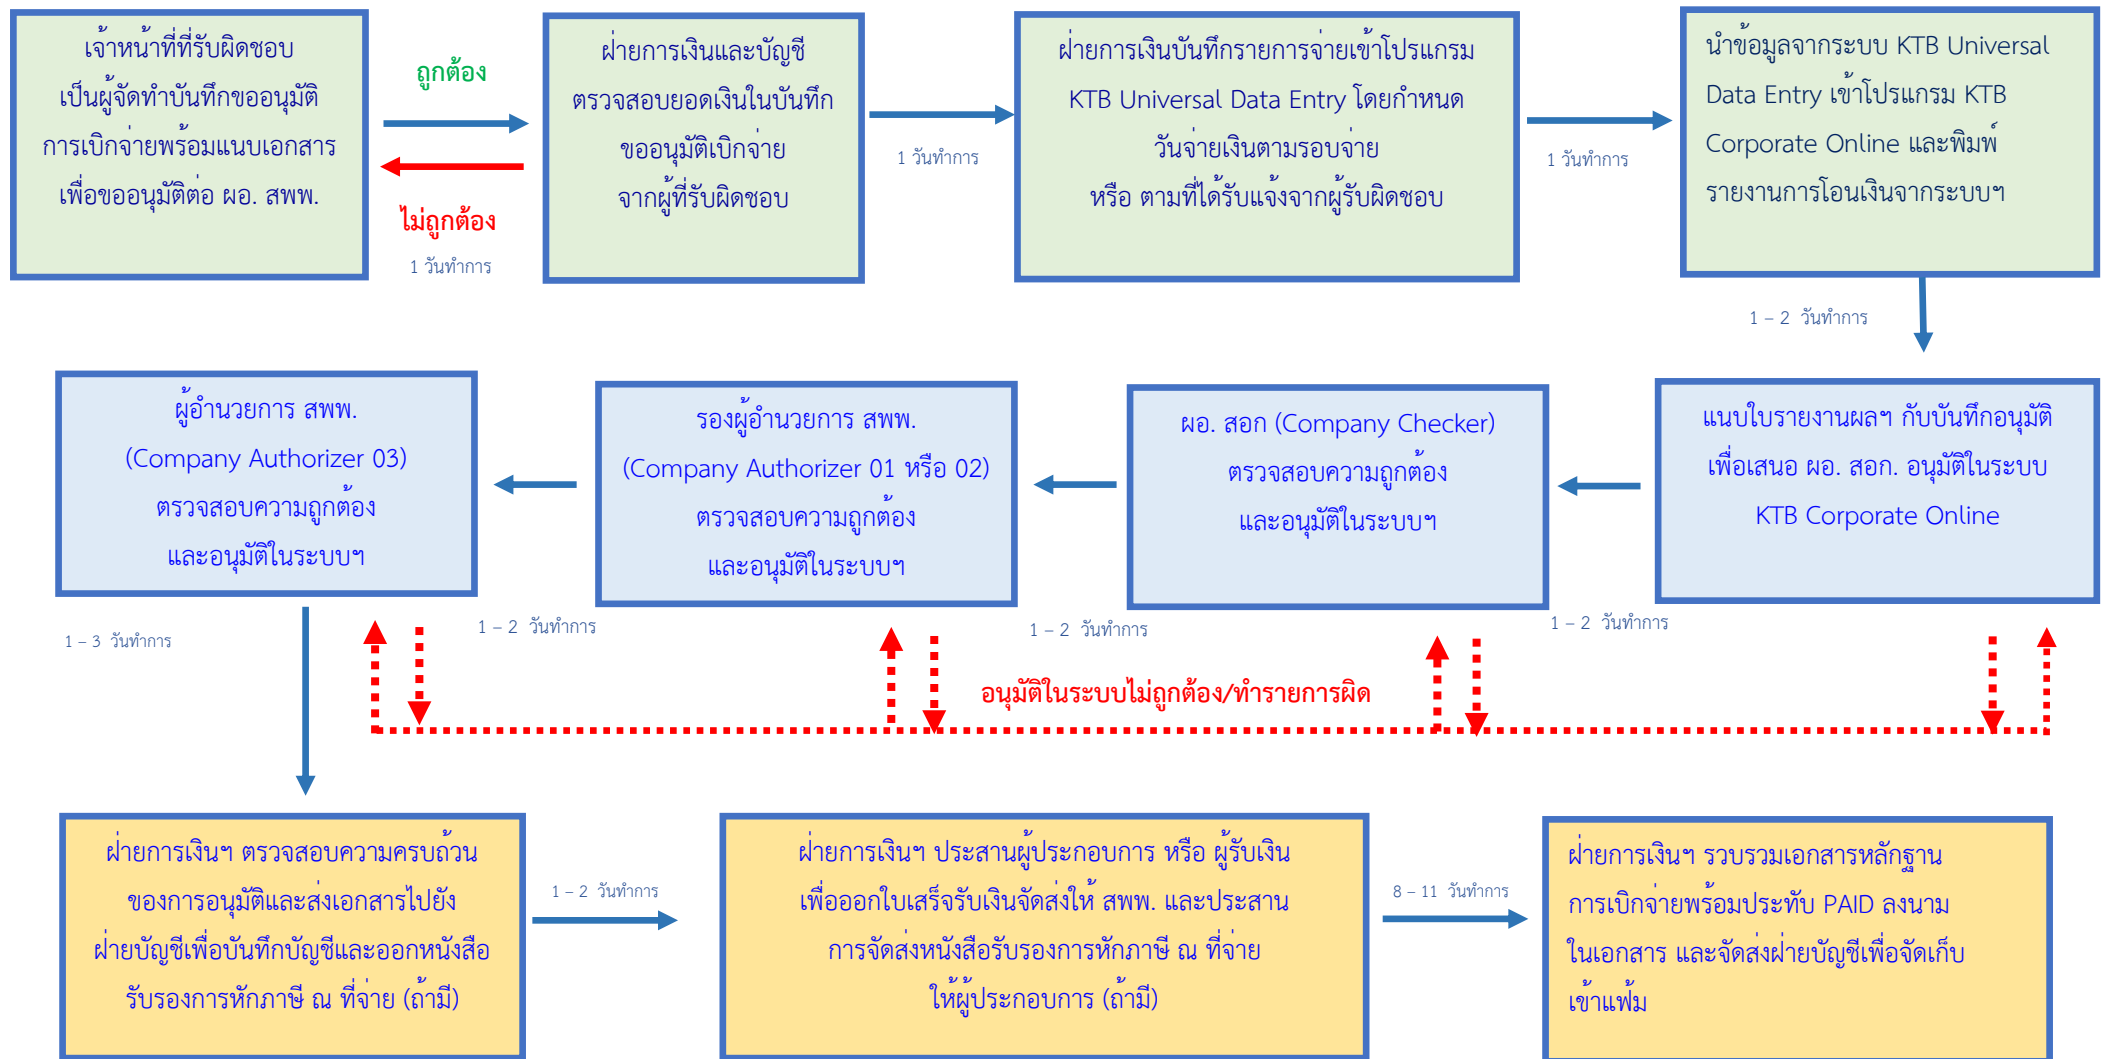 เจ้าหน้าที่ที่รับผิดชอบ
เป็นผู้จัดทำบันทึกขออนุมัติ
การเบิกจ่ายพร้อมแนบเอกสาร
เพื่อขออนุมัติต่อ ผอ. สพพ.
ถูกต้อง
ไม่ถูกต้อง
1 วันทำการ
ฝ่ายการเงินและบัญชี
ตรวจสอบยอดเงินในบันทึก
ขออนุมัติเบิกจ่าย
จากผู้ที่รับผิดชอบ
1 วันทำการ
ฝ่ายการเงินบันทึกรายการจ่ายเข้าโปรแกรม
KTB Universal Data Entry โดยกำหนด
วันจ่ายเงินตามรอบจ่าย
หรือ ตามที่ได้รับแจ้งจากผู้รับผิดชอบ
1 วันทำการ
นำข้อมูลจากระบบ KTB Universal
Data Entry เข้าโปรแกรม KTB
Corporate Online และพิมพ์
รายงานการโอนเงินจากระบบฯ
1 – 2 วันทำการ
แนบใบรายงานผลฯ กับบันทึกอนุมัติ
เพื่อเสนอ ผอ. สอก. อนุมัติในระบบ
KTB Corporate Online
1 – 2 วันทำการ
ผอ. สอก (Company Checker)
ตรวจสอบความถูกต้อง
และอนุมัติในระบบฯ
1 – 2 วันทำการ
รองผู้อำนวยการ สพพ.
(Company Authorizer 01 หรือ 02)
ตรวจสอบความถูกต้อง
และอนุมัติในระบบฯ
1 – 2 วันทำการ
ผู้อำนวยการ สพพ.
(Company Authorizer 03)
ตรวจสอบความถูกต้อง
และอนุมัติในระบบฯ
1 – 3 วันทำการ
อนุมัติในระบบไม่ถูกต้อง/ทำรายการผิด
ฝ่ายการเงินฯ ตรวจสอบความครบถ้วน
ของการอนุมัติและส่งเอกสารไปยัง
ฝ่ายบัญชีเพื่อบันทึกบัญชีและออกหนังสือ
รับรองการหักภาษี ณ ที่จ่าย (ถ้ามี)
1 – 2 วันทำการ
ฝ่ายการเงินฯ ประสานผู้ประกอบการ หรือ ผู้รับเงิน
เพื่อออกใบเสร็จรับเงินจัดส่งให้ สพพ. และประสาน
การจัดส่งหนังสือรับรองการหักภาษี ณ ที่จ่าย
ให้ผู้ประกอบการ (ถ้ามี)
8 – 11 วันทำการ
ฝ่ายการเงินฯ รวบรวมเอกสารหลักฐาน
การเบิกจ่ายพร้อมประทับ PAID ลงนาม
ในเอกสาร และจัดส่งฝ่ายบัญชีเพื่อจัดเก็บ
เข้าแฟ้ม